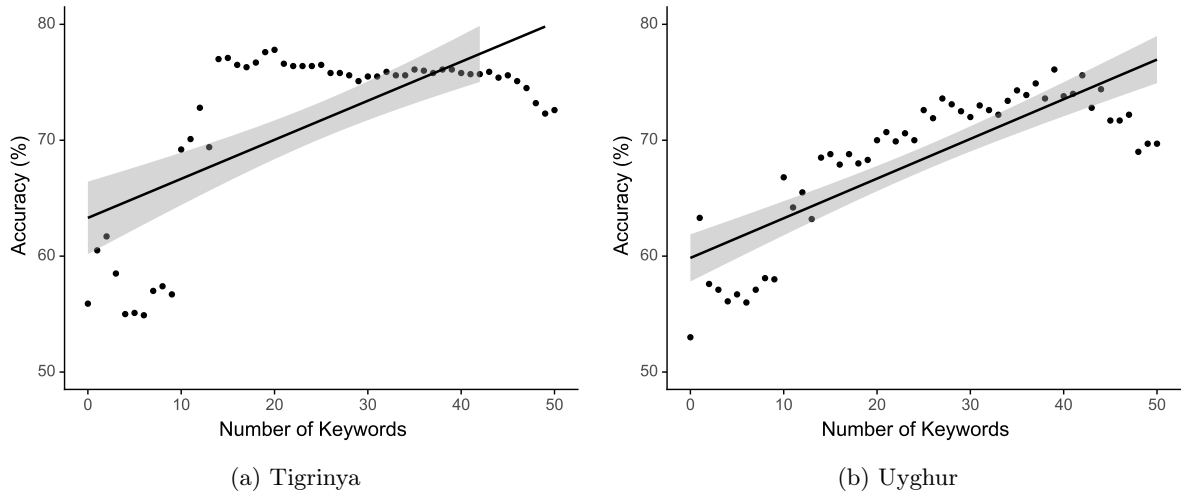 80
70
60
50
Accuracy (%)
0 10 20 30 40 50
Number of Keywords
(a) Tigrinya
80
70
60
50
Accuracy (%)
0 10 20 30 40 50
Number of Keywords
(b) Uyghur